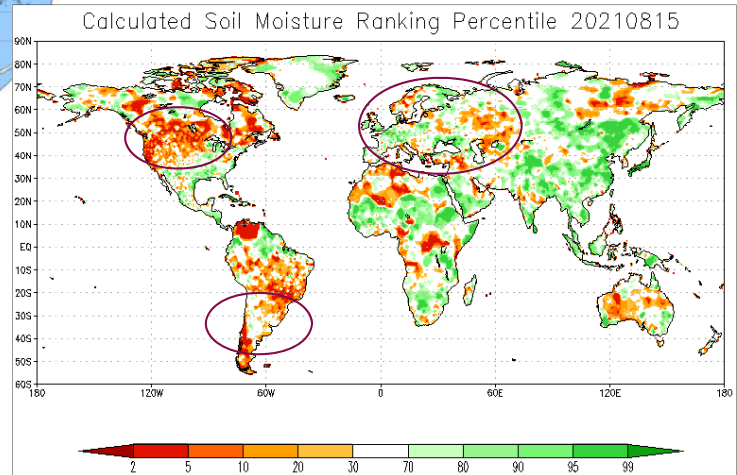 Calculated Soil Moisture Ranking Percentile 20210815
90N
80N
70N
60N
50N
40N
30N
20N
10N
EQ
10S
20S
30S
40S
50S
60S
180 120W 60W 0 60E 120E 180
2 5 10 20 30 70 80 90 95 99